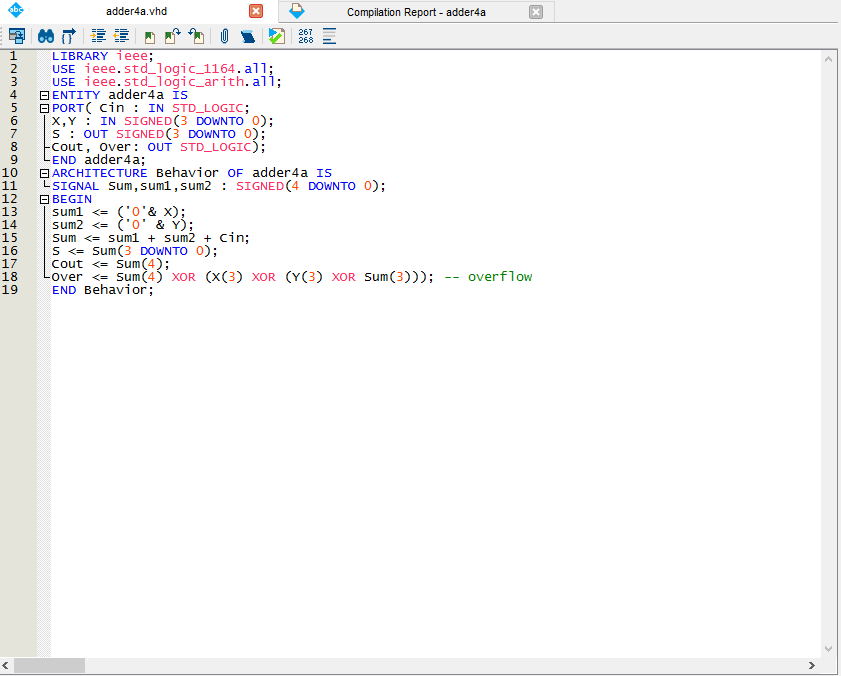 abc adder4a.vhd Compilation Report - adder4a
267
268
1 LIBRARY ieee;
2 USE ieee.std_logic_1164.all;
3 USE ieee.std_logic_arith.all;
4 ENTITY adder4a IS
5 PORT( Cin : IN STD_LOGIC;
6 X,Y : IN SIGNED(3 DOWNTO 0);
7 S : OUT SIGNED(3 DOWNTO 0);
8 Cout, Over: OUT STD_LOGIC);
9 END adder4a;
10 ARCHITECTURE Behavior OF adder4a IS
11 SIGNAL Sum,sum1,sum2 : SIGNED(4 DOWNTO 0);
12 BEGIN
13 sum1 <= ('0'& X);
14 sum2 <= ('0' & Y);
15 Sum <= sum1 + sum2 + Cin;
16 S <= Sum(3 DOWNTO 0);
17 Cout <= Sum(4);
18 Over <= Sum(4) XOR (X(3) XOR (Y(3) XOR Sum(3))); -- overflow
19 END Behavior;